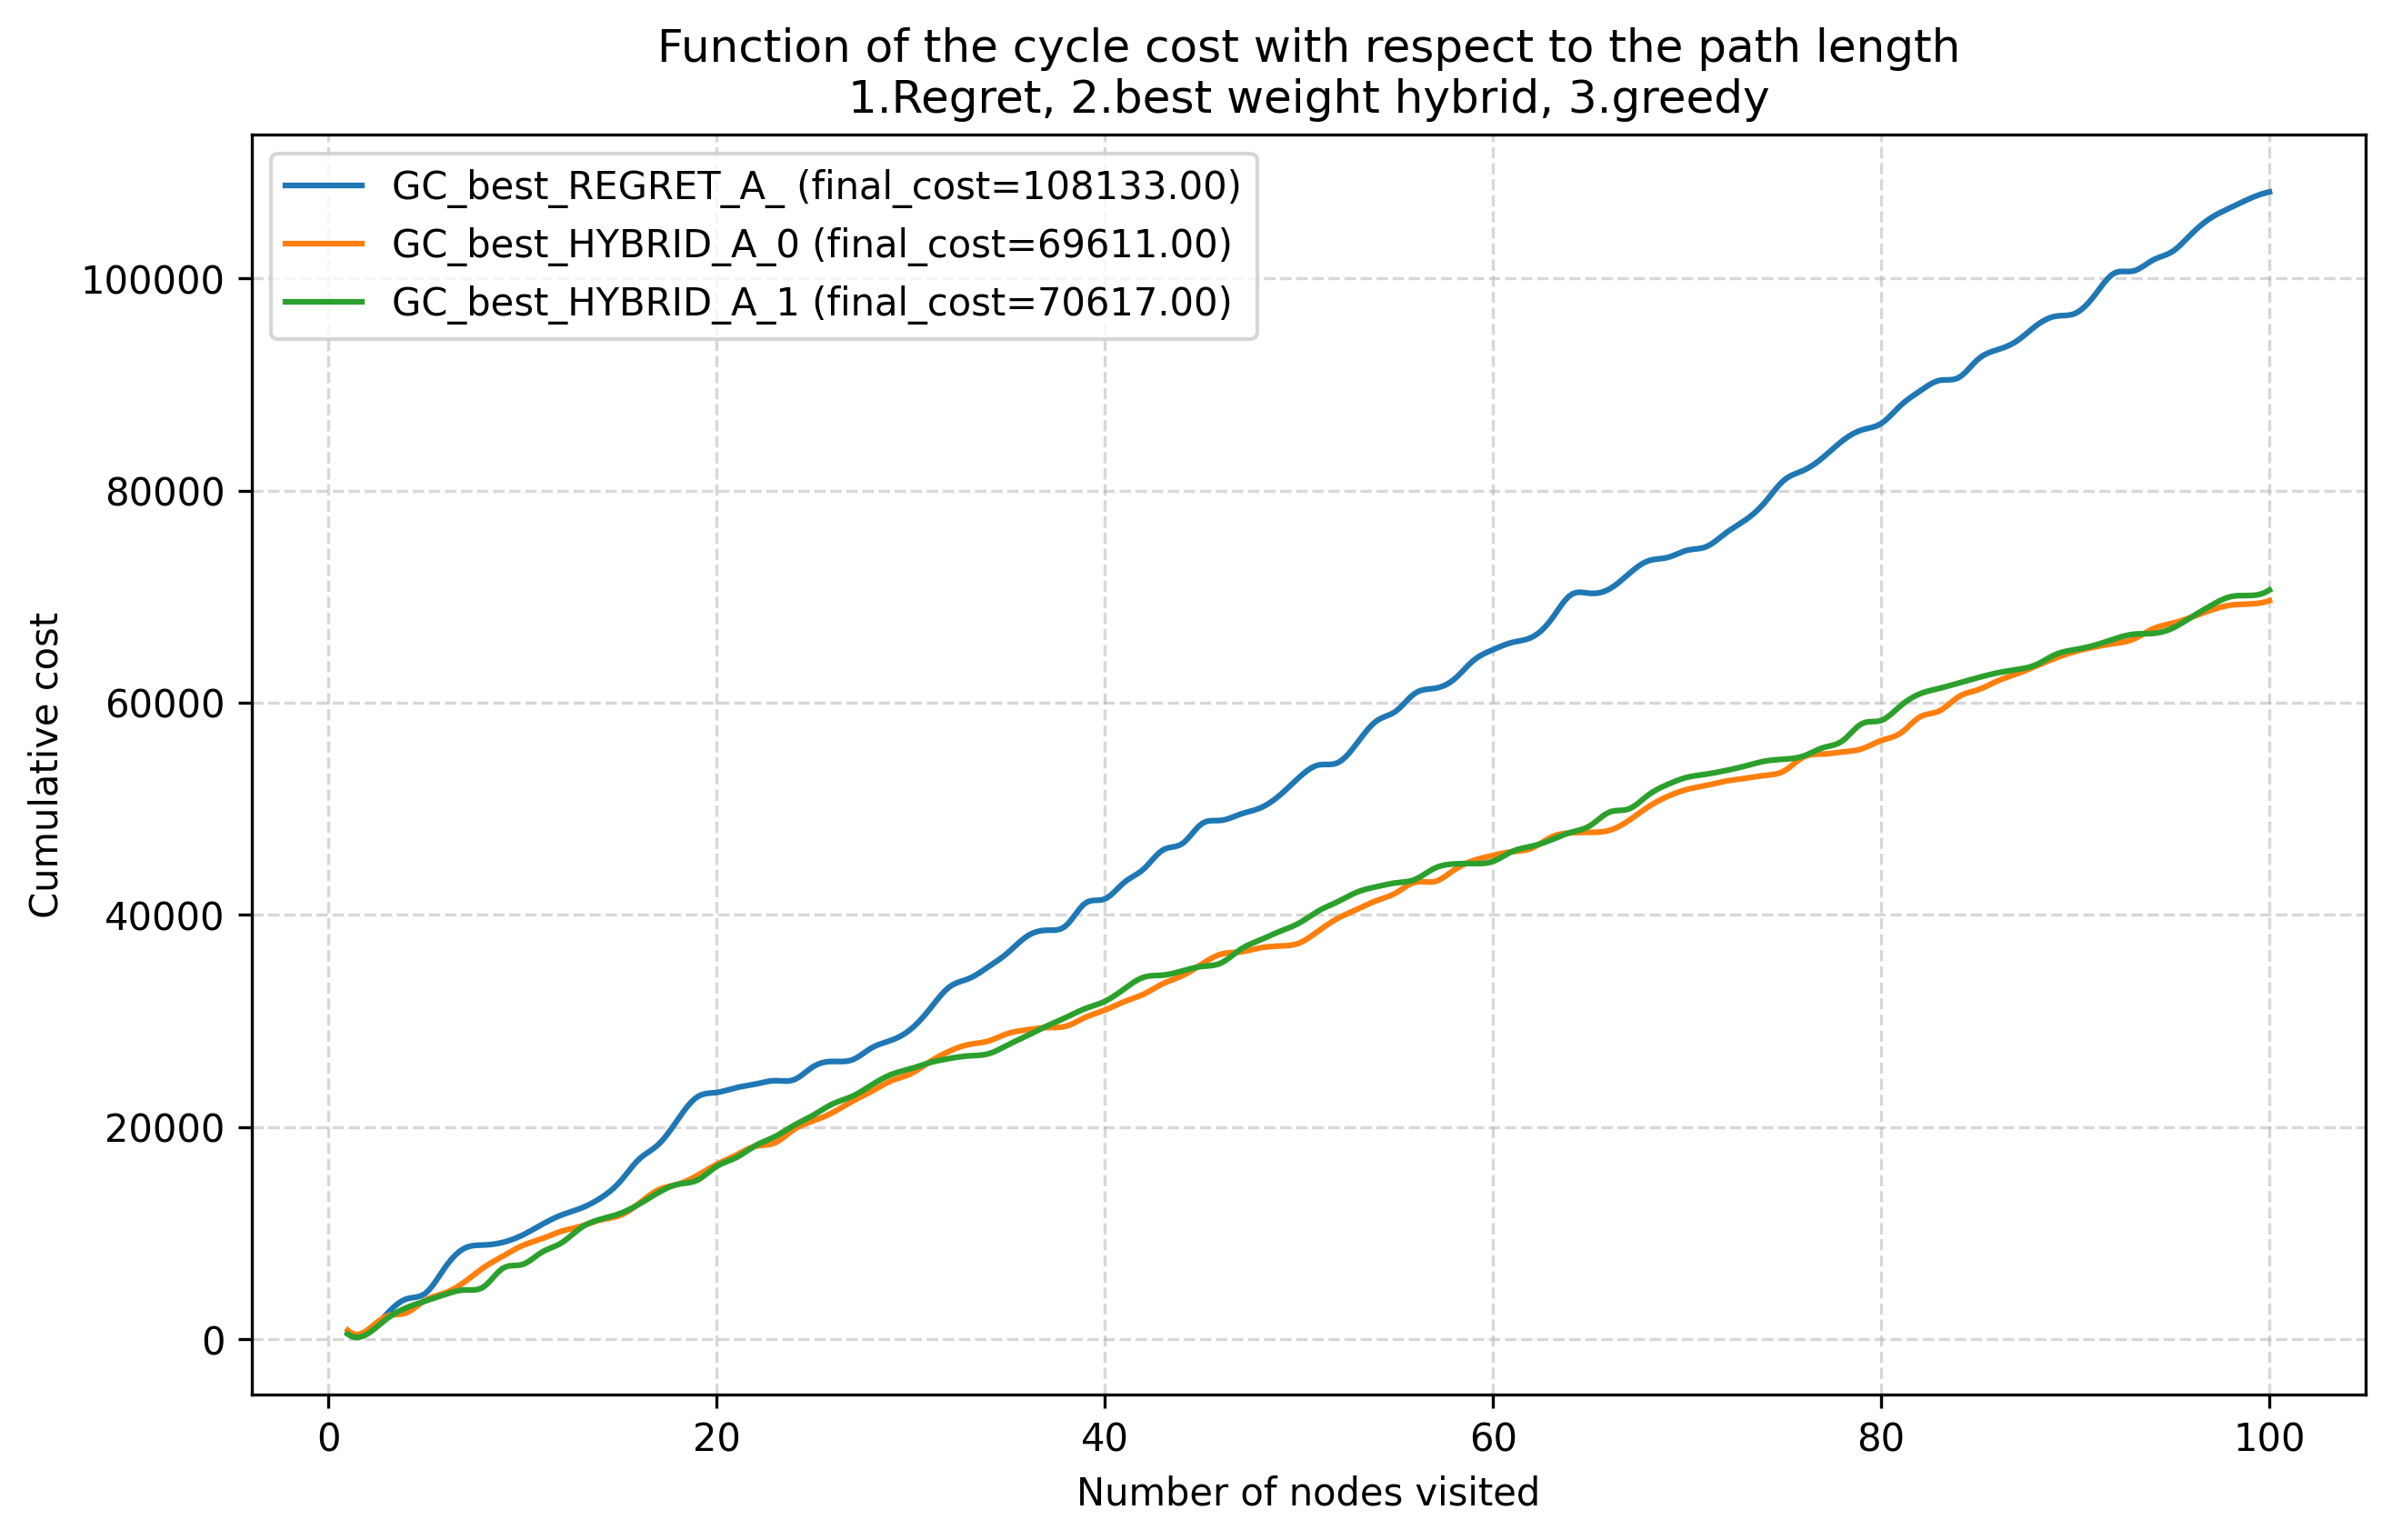 Function of the cycle cost with respect to the path length
1.Regret, 2.best weight hybrid, 3.greedy
GC_best_REGRET_A_ (final_cost=108133.00)
GC_best_HYBRID_A_0 (final_cost=69611.00)
GC_best_HYBRID_A_1 (final_cost=70617.00)
Cumulative cost
100000
80000
60000
40000
20000
0
0 20 40 60 80 100
Number of nodes visited